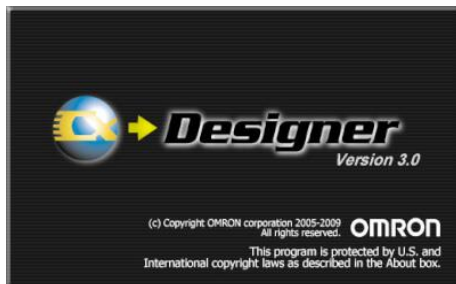 Cx Designer
Version 3.0
(c) Copyright OMRON corporation 2005-2009
All rights reserved. OMRON
This program is protected by U.S. and
International copyright laws as described in the About box.